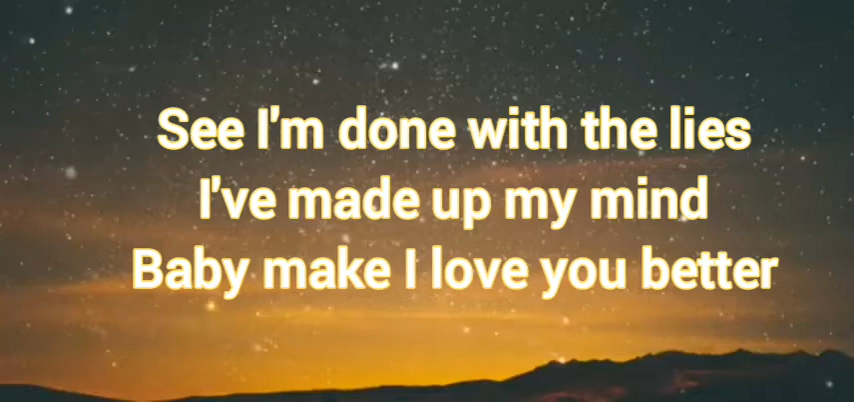 See I'm done with the lies
I've made up my mind
Baby make I love you better